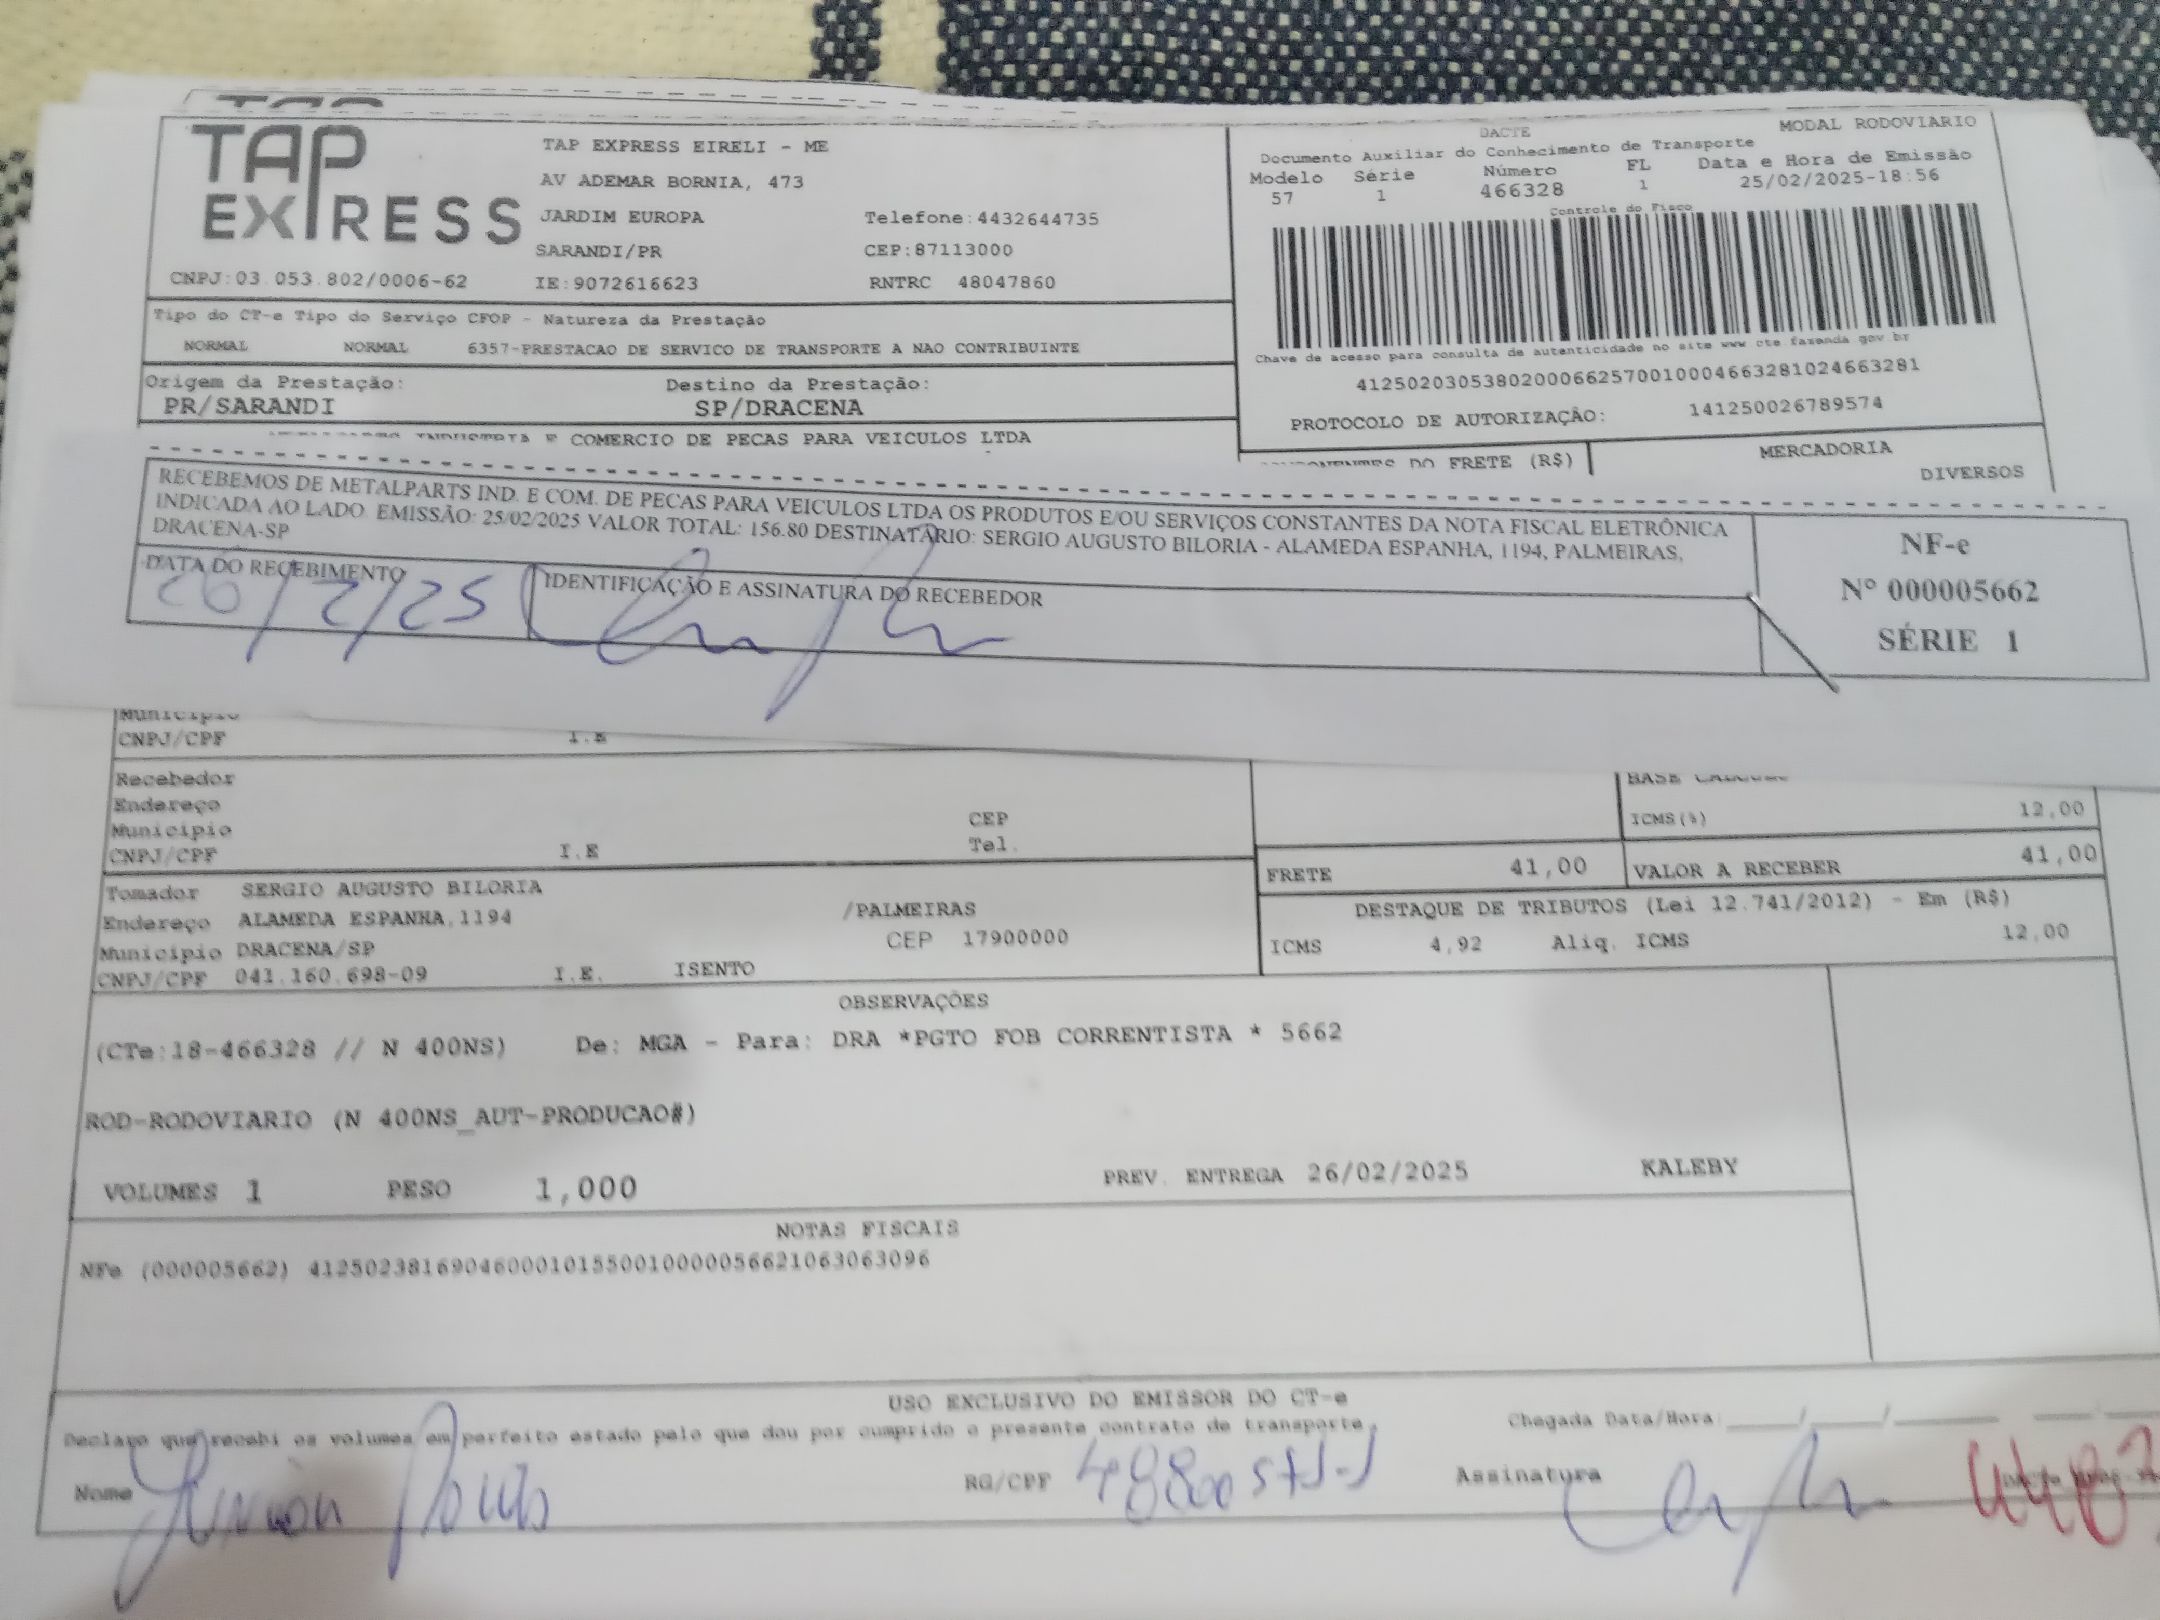 TAP
EXPRESS
TAP EXPRESS EIRELI - ME
AV ADEMAR BORNIA, 473
JARDIM EUROPA Telefone:4432644735
SARANDI/PR CEP:87113000
CNPJ:03.053.802/0006-62 IE:9072616623 RNTRC 48047860
DACTE MODAL RODOVIARIO
Documento Auxiliar do Conhecimento de Transporte
Modelo Série Número FL Data e Hora de Emissão
57 1 466328 1 25/02/2025-18:56
Controle do Fisco
Chave de acesso para consulta de autenticidade no site www cte fazenda gov br
41250203053802000662570010004663281024663281
PROTOCOLO DE AUTORIZAÇÃO: 141250026789574
Tipo do CT-e Tipo do Serviço CFOP - Natureza da Prestação
NORMAL NORMAL 6357-PRESTACAO DE SERVICO DE TRANSPORTE A NAO CONTRIBUINTE
Origem da Prestação: Destino da Prestação:
PR/SARANDI SP/DRACENA
E COMERCIO DE PECAS PARA VEICULOS LTDA
DO FRETE (R$) MERCADORIA
DIVERSOS
RECEBEMOS DE METALPARTS IND. E COM. DE PECAS PARA VEICULOS LTDA OS PRODUTOS E/OU SERVIÇOS CONSTANTES DA NOTA FISCAL ELETRÔNICA
INDICADA AO LADO. EMISSÃO: 25/02/2025 VALOR TOTAL: 156.80 DESTINATÁRIO: SERGIO AUGUSTO BILORIA - ALAMEDA ESPANHA, 1194, PALMEIRAS,
DRACENA-SP
DATA DO RECEBIMENTO IDENTIFICAÇÃO E ASSINATURA DO RECEBEDOR
26/2/25
NF-e
Nº 000005662
SÉRIE 1
Município
CNPJ/CPF I.E
Recebedor
Endereço
Município CEP
CNPJ/CPF I.E Tel.
BASE
ICMS(%) 12,00
FRETE 41,00 VALOR A RECEBER 41,00
Tomador SERGIO AUGUSTO BILORIA
Endereço ALAMEDA ESPANHA,1194 /PALMEIRAS
Município DRACENA/SP CEP 17900000
CNPJ/CPF 041.160.698-09 I.E. ISENTO
DESTAQUE DE TRIBUTOS (Lei 12.741/2012) - Em (R$)
ICMS 4,92 Aliq. ICMS 12,00
OBSERVAÇÕES
(CTe:18-466328 // N 400NS) De: MGA - Para: DRA *PGTO FOB CORRENTISTA * 5662
ROD-RODOVIARIO (N 400NS_AUT-PRODUCAO#)
VOLUMES 1 PESO 1,000 PREV. ENTREGA 26/02/2025 KALEBY
NOTAS FISCAIS
NFe (000005662) 41250238169046000101550010000056621063063096
USO EXCLUSIVO DO EMISSOR DO CT-e
Declaro que recebi os volumes em perfeito estado pelo que dou por cumprido o presente contrato de transporte. Chegada Data/Hora:
Nome RG/CPF Assinatura